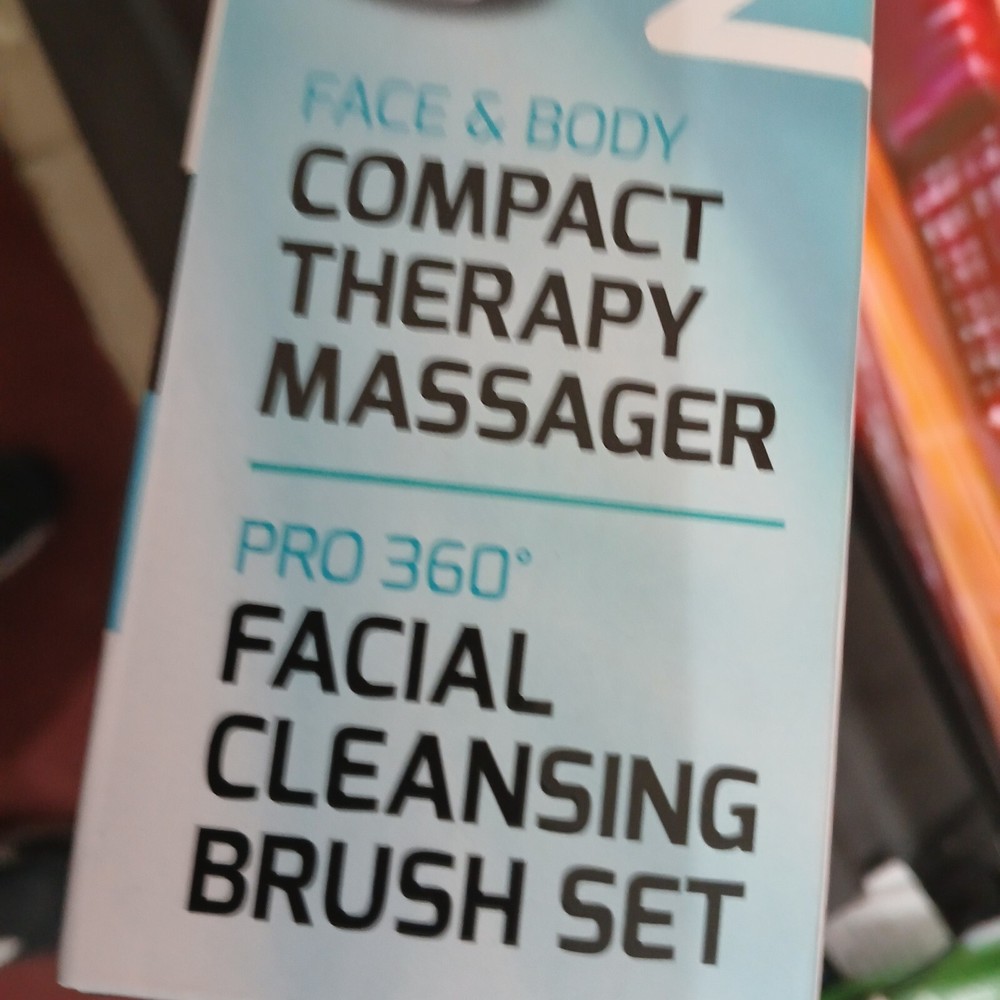 FACE & BODY
COMPACT
THERAPY
MASSAGER
PRO 360°
FACIAL
CLEANSING
BRUSH SET